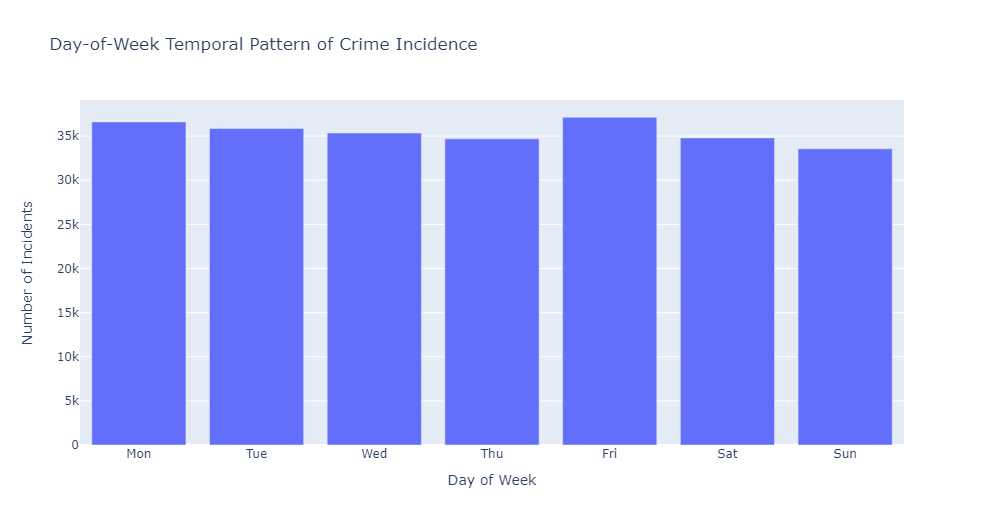 Day-of-Week Temporal Pattern of Crime Incidence
Number of Incidents
35k
30k
25k
20k
15k
10k
5k
0
Mon Tue Wed Thu Fri Sat Sun
Day of Week